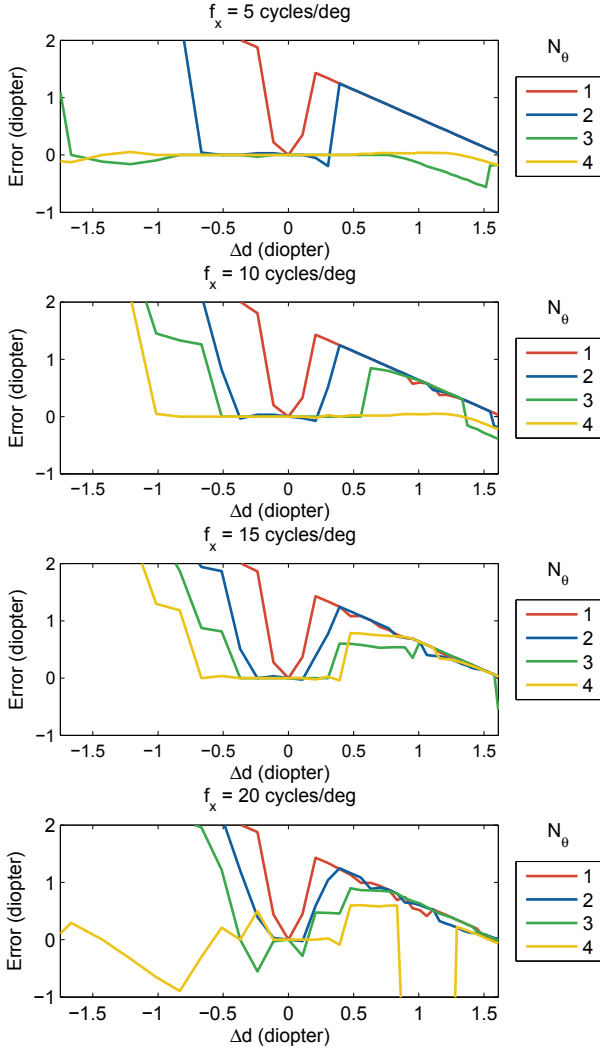 f_x = 5 cycles/deg
Error (diopter)
2
1
0
−1
−1.5 −1 −0.5 0 0.5 1 1.5
Δd (diopter)
N_θ
1
2
3
4
f_x = 10 cycles/deg
Error (diopter)
2
1
0
−1
−1.5 −1 −0.5 0 0.5 1 1.5
Δd (diopter)
N_θ
1
2
3
4
f_x = 15 cycles/deg
Error (diopter)
2
1
0
−1
−1.5 −1 −0.5 0 0.5 1 1.5
Δd (diopter)
N_θ
1
2
3
4
f_x = 20 cycles/deg
Error (diopter)
2
1
0
−1
−1.5 −1 −0.5 0 0.5 1 1.5
Δd (diopter)
N_θ
1
2
3
4